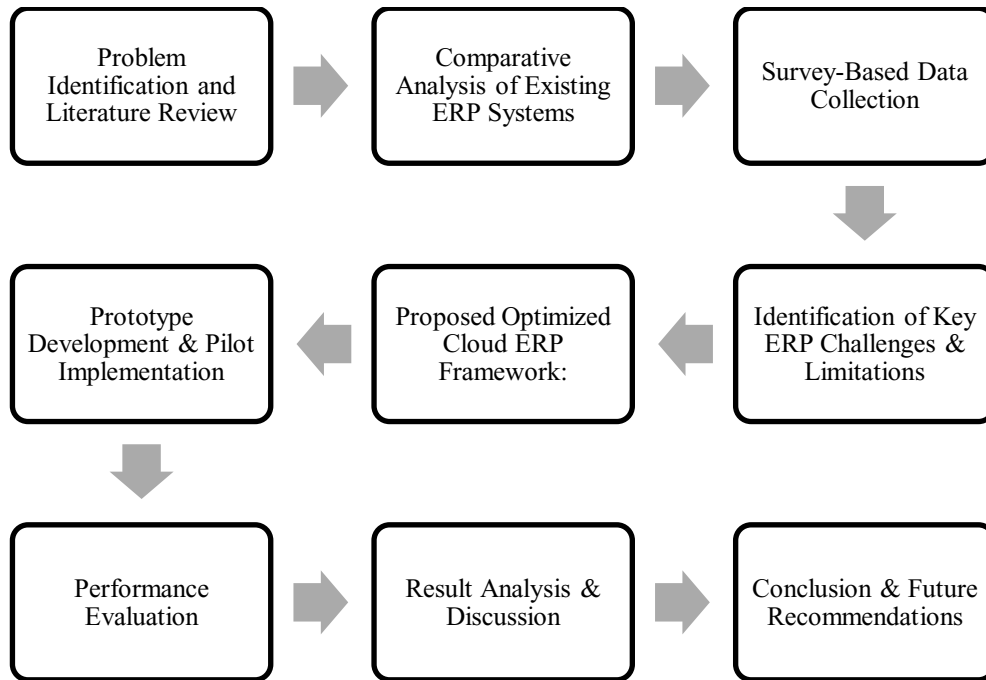 Problem
Identification and
Literature Review
Comparative
Analysis of Existing
ERP Systems
Survey-Based Data
Collection
Identification of Key
ERP Challenges &
Limitations
Proposed Optimized
Cloud ERP
Framework:
Prototype
Development & Pilot
Implementation
Performance
Evaluation
Result Analysis &
Discussion
Conclusion & Future
Recommendations